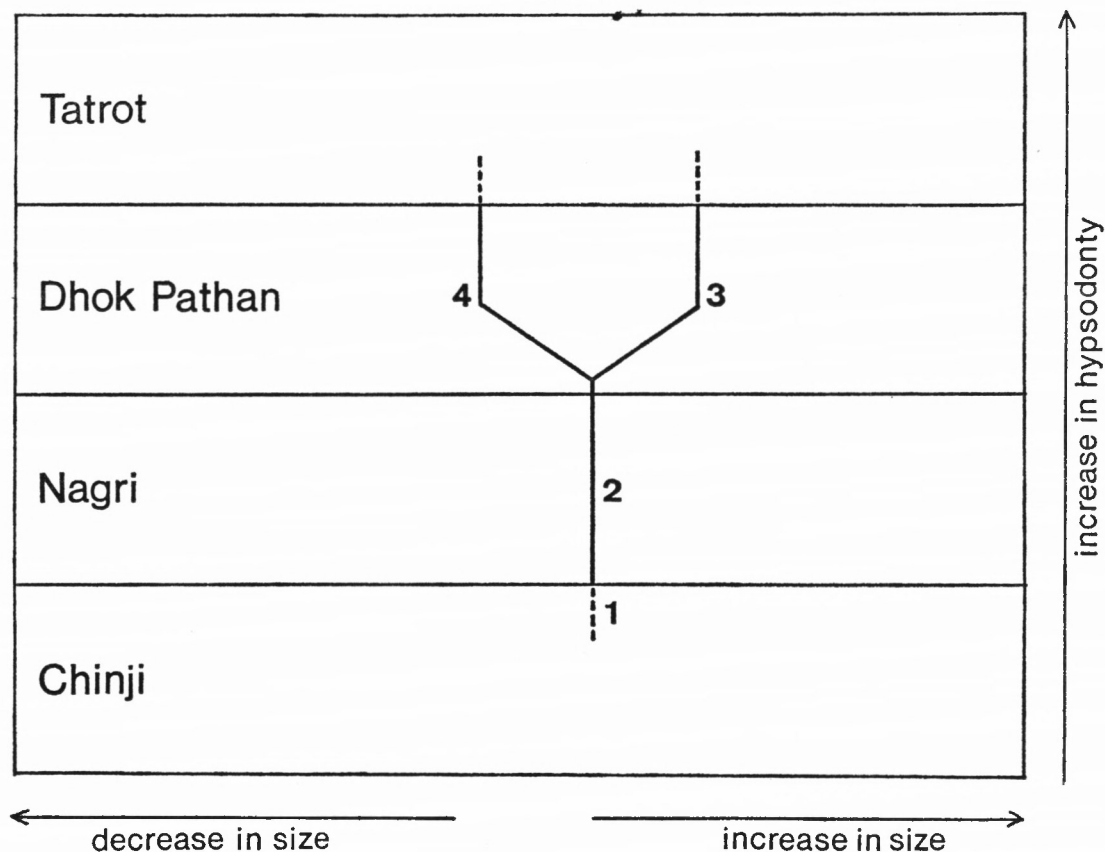 Tatrot
Dhok Pathan
4
3
Nagri
2
1
Chinji
increase in hypsodonty
decrease in size
increase in size